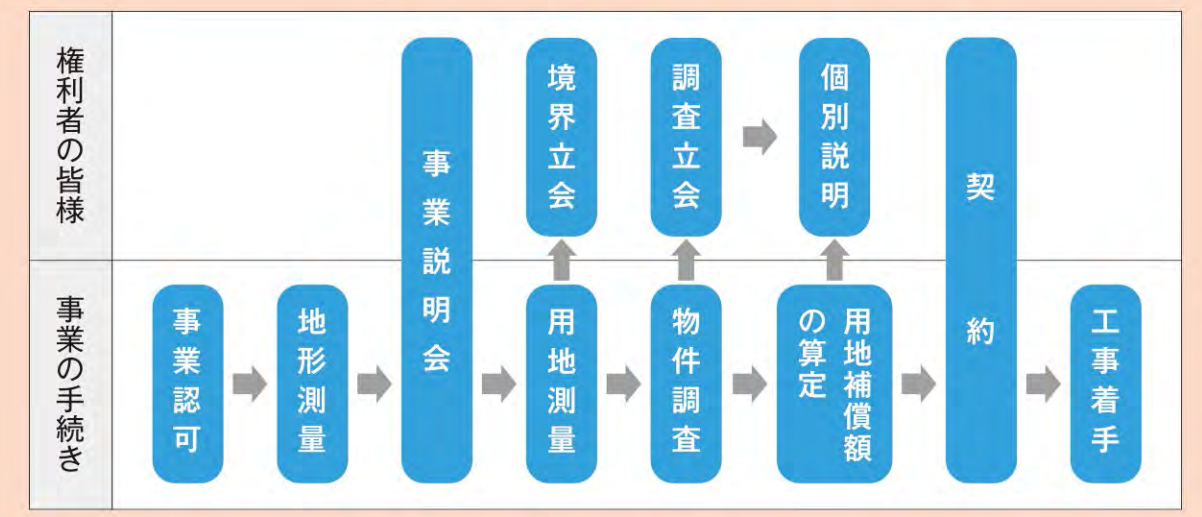 権利者の皆様
事業説明会
境界立会
調査立会
個別説明
契約
事業の手続き
事業認可
地形測量
用地測量
物件調査
用地補償額
の算定
工事着手